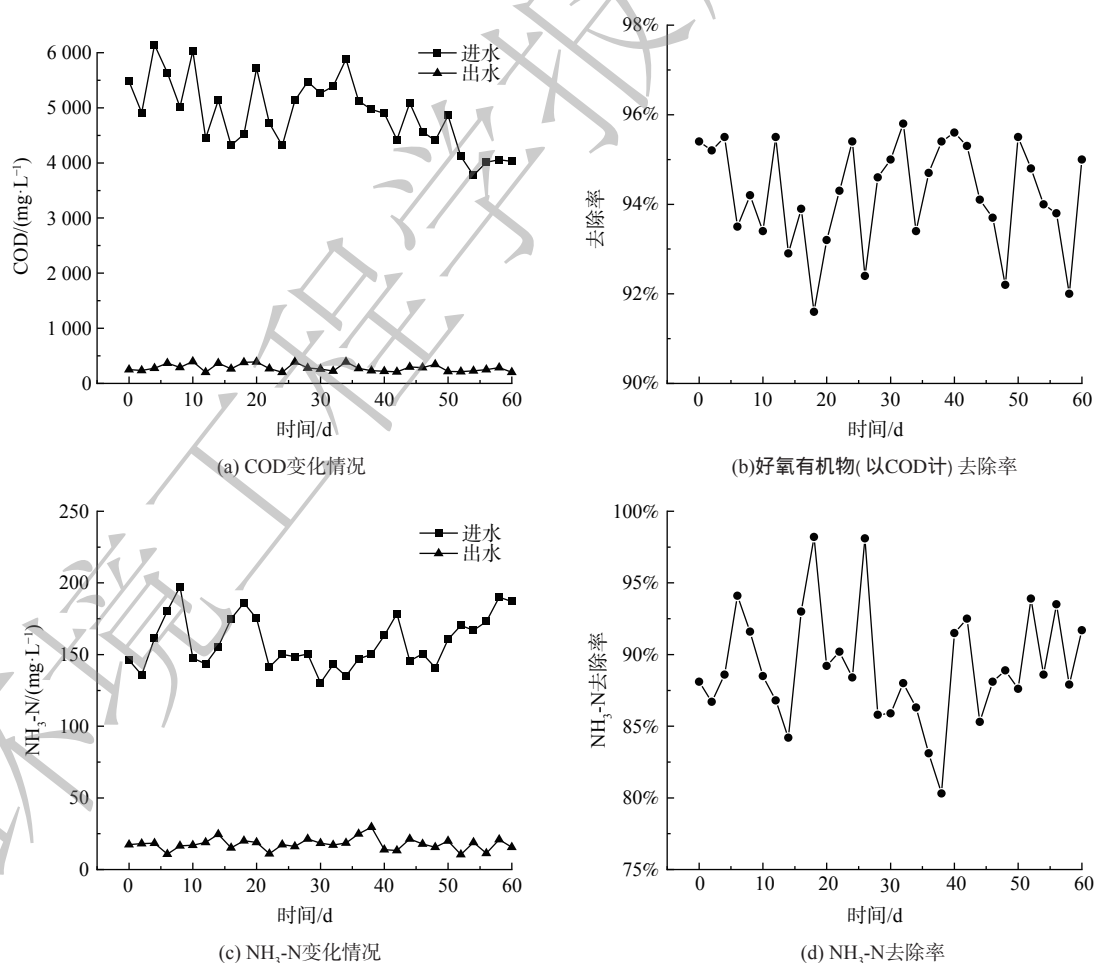 6 000
5 000
4 000
3 000
2 000
1 000
0
COD/(mg·L⁻¹)
进水
出水
0 10 20 30 40 50 60
时间/d
(a) COD变化情况
98%
96%
94%
92%
90%
去除率
0 10 20 30 40 50 60
时间/d
(b)好氧有机物( 以COD计) 去除率
250
200
150
100
50
0
NH₃-N/(mg·L⁻¹)
进水
出水
0 10 20 30 40 50 60
时间/d
(c) NH₃-N变化情况
100%
95%
90%
85%
80%
75%
NH₃-N去除率
0 10 20 30 40 50 60
时间/d
(d) NH₃-N去除率
环境工程学报